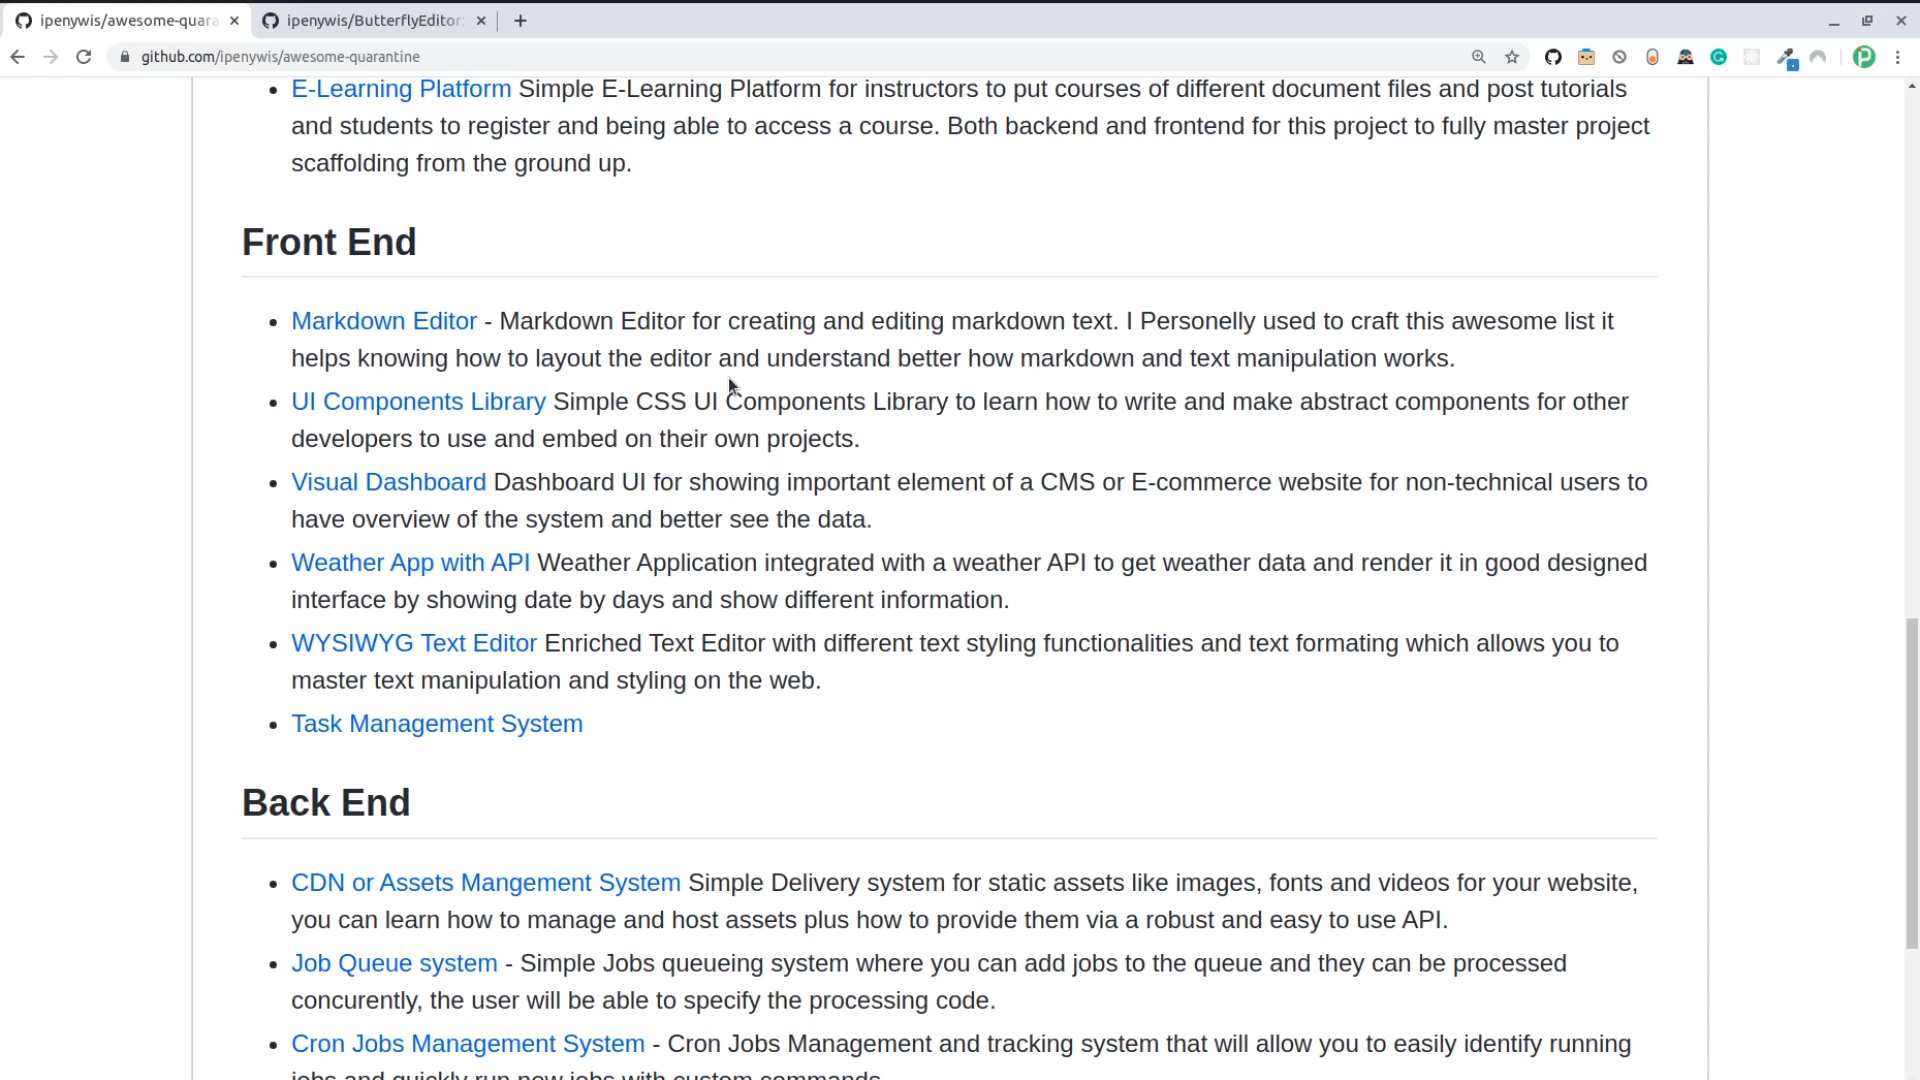 ipenywis/awesome-quara
ipenywis/ButterflyEditor
github.com/ipenywis/awesome-quarantine
E-Learning Platform Simple E-Learning Platform for instructors to put courses of different document files and post tutorials
and students to register and being able to access a course. Both backend and frontend for this project to fully master project
scaffolding from the ground up.
Front End
Markdown Editor - Markdown Editor for creating and editing markdown text. I Personelly used to craft this awesome list it
helps knowing how to layout the editor and understand better how markdown and text manipulation works.
UI Components Library Simple CSS UI Components Library to learn how to write and make abstract components for other
developers to use and embed on their own projects.
Visual Dashboard Dashboard UI for showing important element of a CMS or E-commerce website for non-technical users to
have overview of the system and better see the data.
Weather App with API Weather Application integrated with a weather API to get weather data and render it in good designed
interface by showing date by days and show different information.
WYSIWYG Text Editor Enriched Text Editor with different text styling functionalities and text formating which allows you to
master text manipulation and styling on the web.
Task Management System
Back End
CDN or Assets Mangement System Simple Delivery system for static assets like images, fonts and videos for your website,
you can learn how to manage and host assets plus how to provide them via a robust and easy to use API.
Job Queue system - Simple Jobs queueing system where you can add jobs to the queue and they can be processed
concurently, the user will be able to specify the processing code.
Cron Jobs Management System - Cron Jobs Management and tracking system that will allow you to easily identify running
jobs and quickly run new jobs with custom commands.